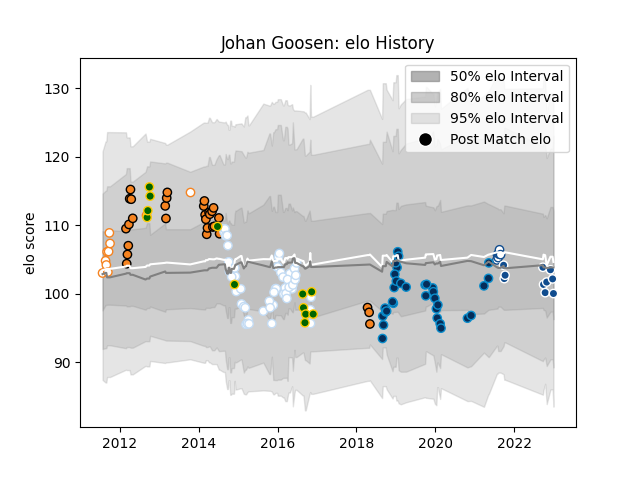 Johan Goosen: elo History
50% elo Interval
80% elo Interval
95% elo Interval
Post Match elo
elo score
130
120
110
100
90
2012 2014 2016 2018 2020 2022